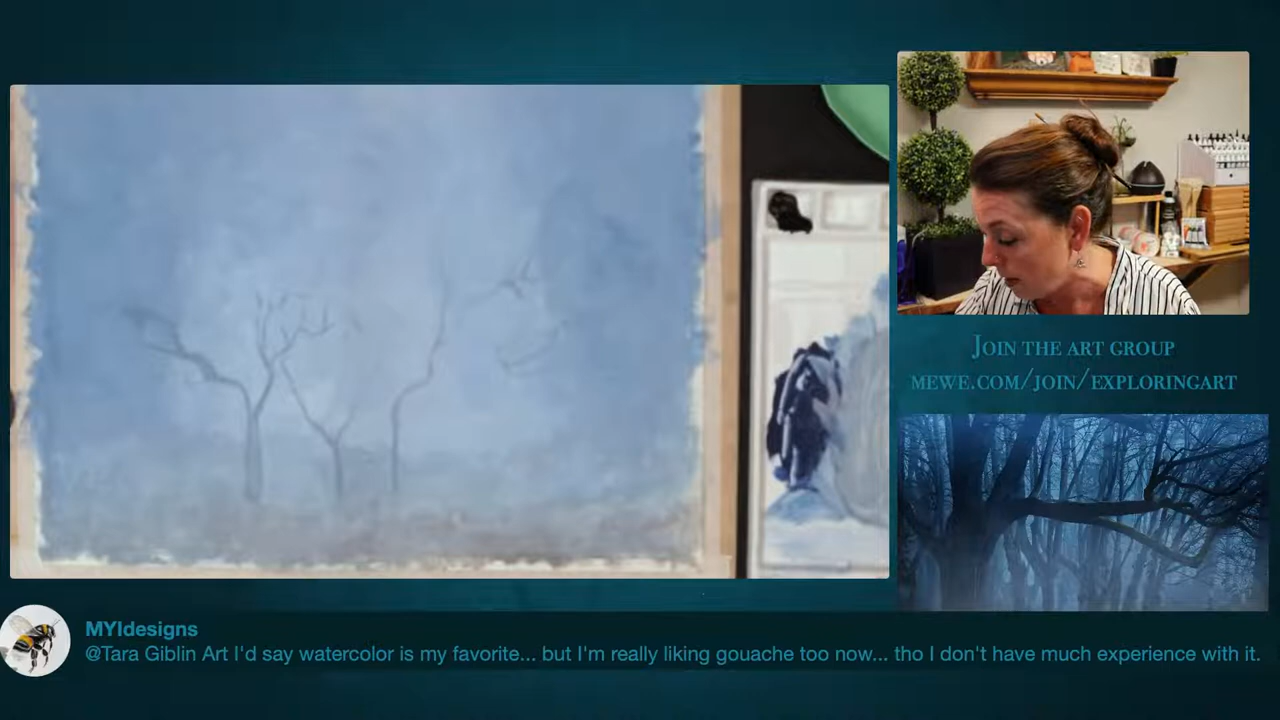 Join the art group
mewe.com/join/exploringart
MYIdesigns
@Tara Giblin Art I'd say watercolor is my favorite... but I'm really liking gouache too now... tho I don't have much experience with it.